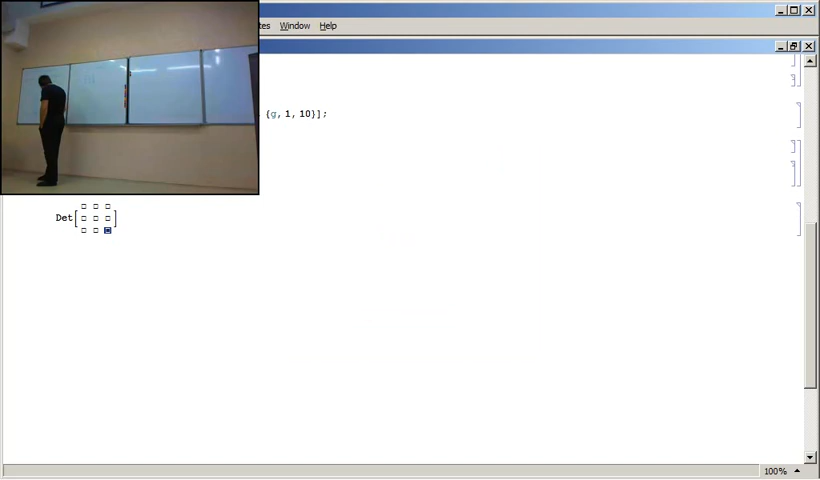 tes Window Help
{g, 1, 10}];
Det[
]
100%